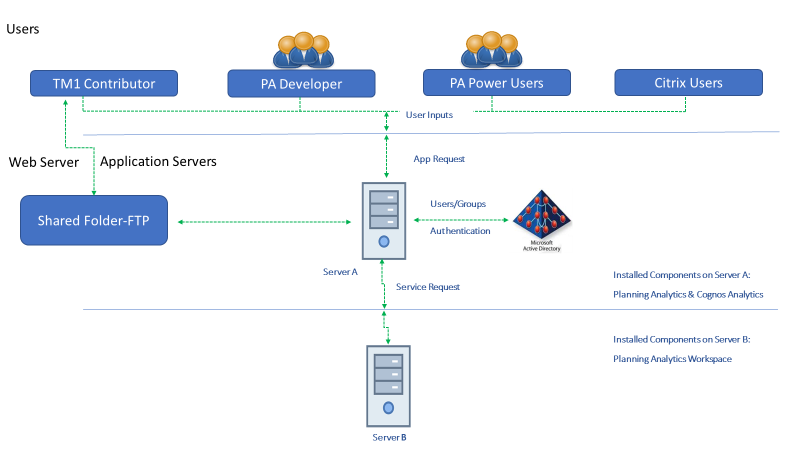 Users
TM1 Contributor
PA Developer
PA Power Users
Citrix Users
User Inputs
Web Server
Application Servers
App Request
Shared Folder-FTP
Users/Groups
Authentication
Microsoft
Active Directory
Server A
Service Request
Installed Components on Server A:
Planning Analytics & Cognos Analytics
Installed Components on Server B:
Planning Analytics Workspace
Server B